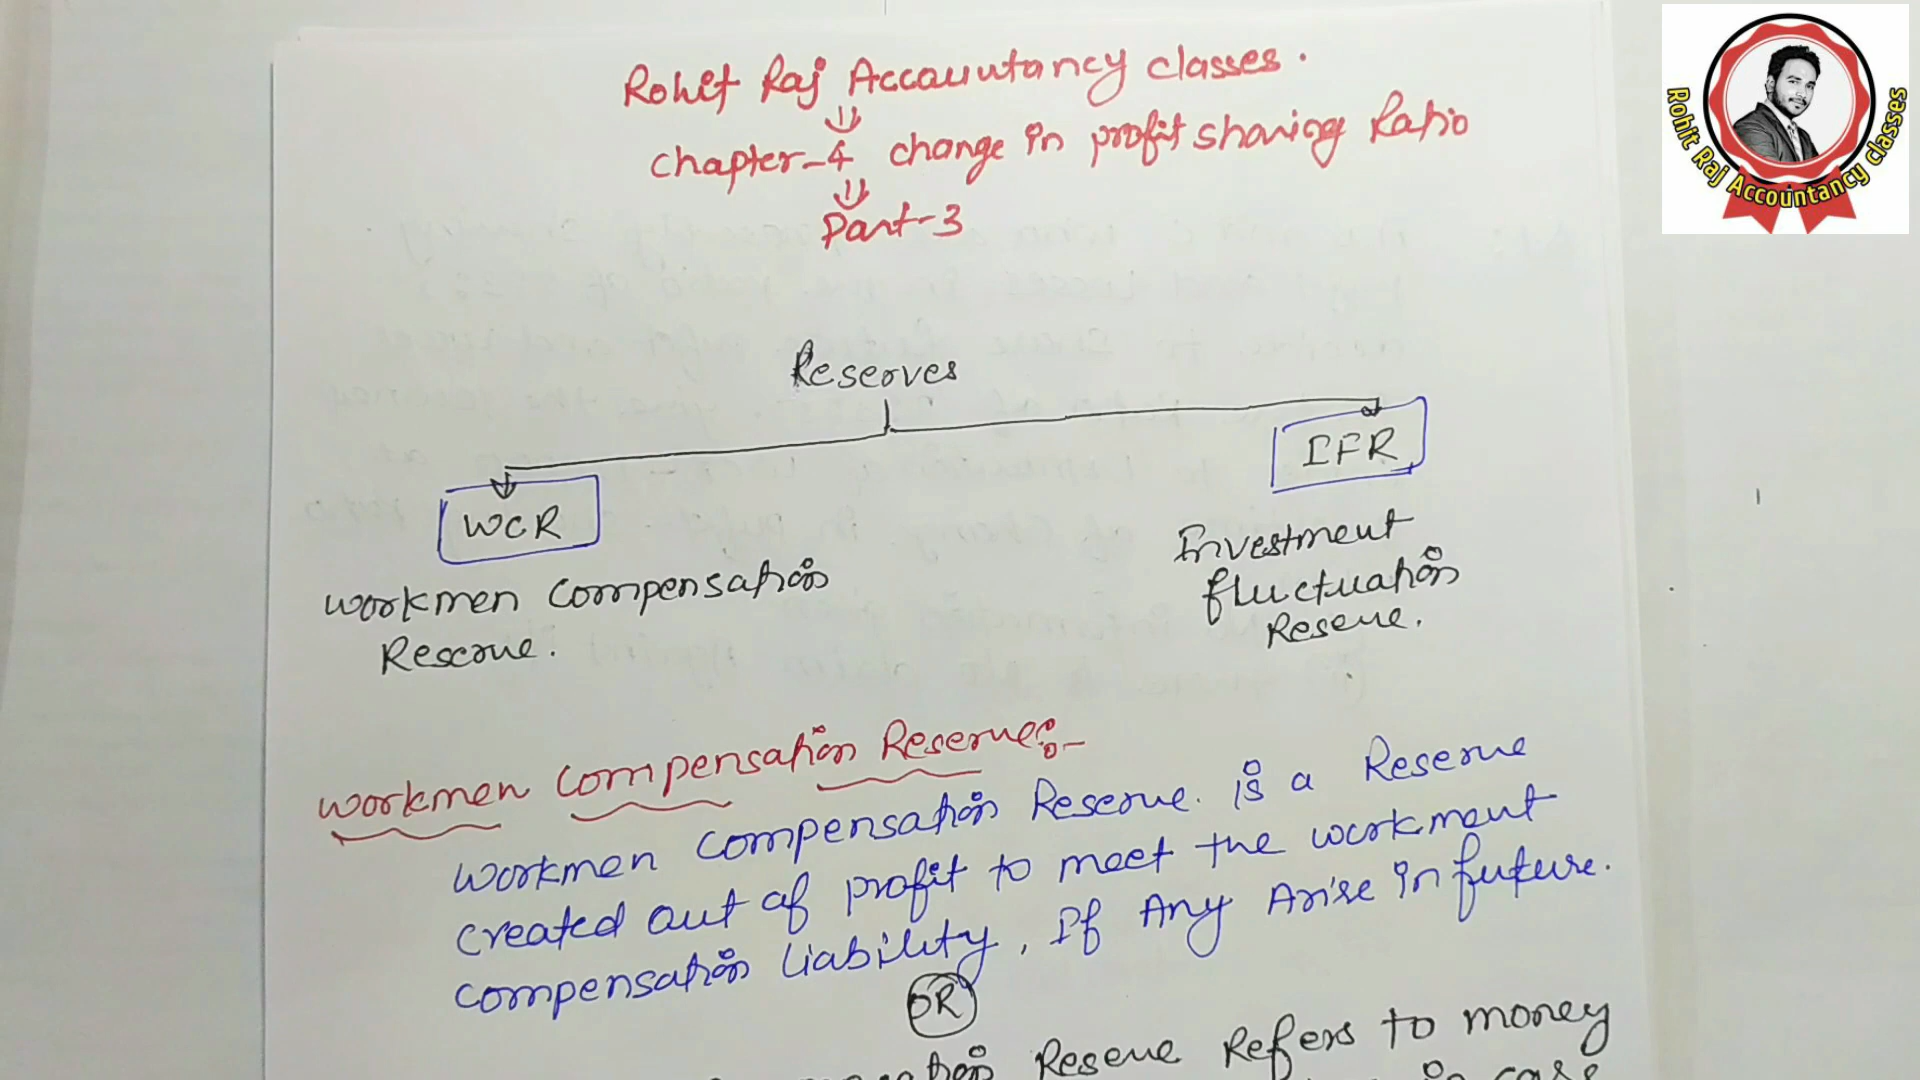 Rohit Raj Accountancy classes.
chapter-4 change in profit sharing Ratio
Part-3
Reserves
WCR
IFR
workmen compensation
Reserve.
Investment
fluctuation
Reserve.
workmen compensation Reserve:-
workmen compensation Reserve. is a Reserve
created out of profit to meet the workment
compensation Liability, If Any Arise in future.
OR
Reserve Refers to money
in case
Rohit Raj Accountancy classes